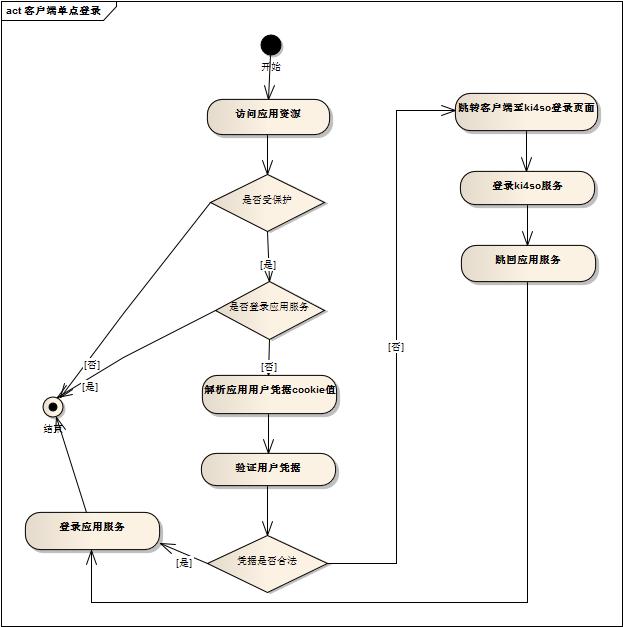 act 客户端单点登录
开始
访问应用资源
是否受保护
[是]
是否登录应用服务
[否]
[是]
[否]
解析应用用户凭据cookie值
结束
验证用户凭据
登录应用服务
凭据是否合法
[是]
[否]
跳转客户端至ki4so登录页面
登录ki4so服务
跳回应用服务